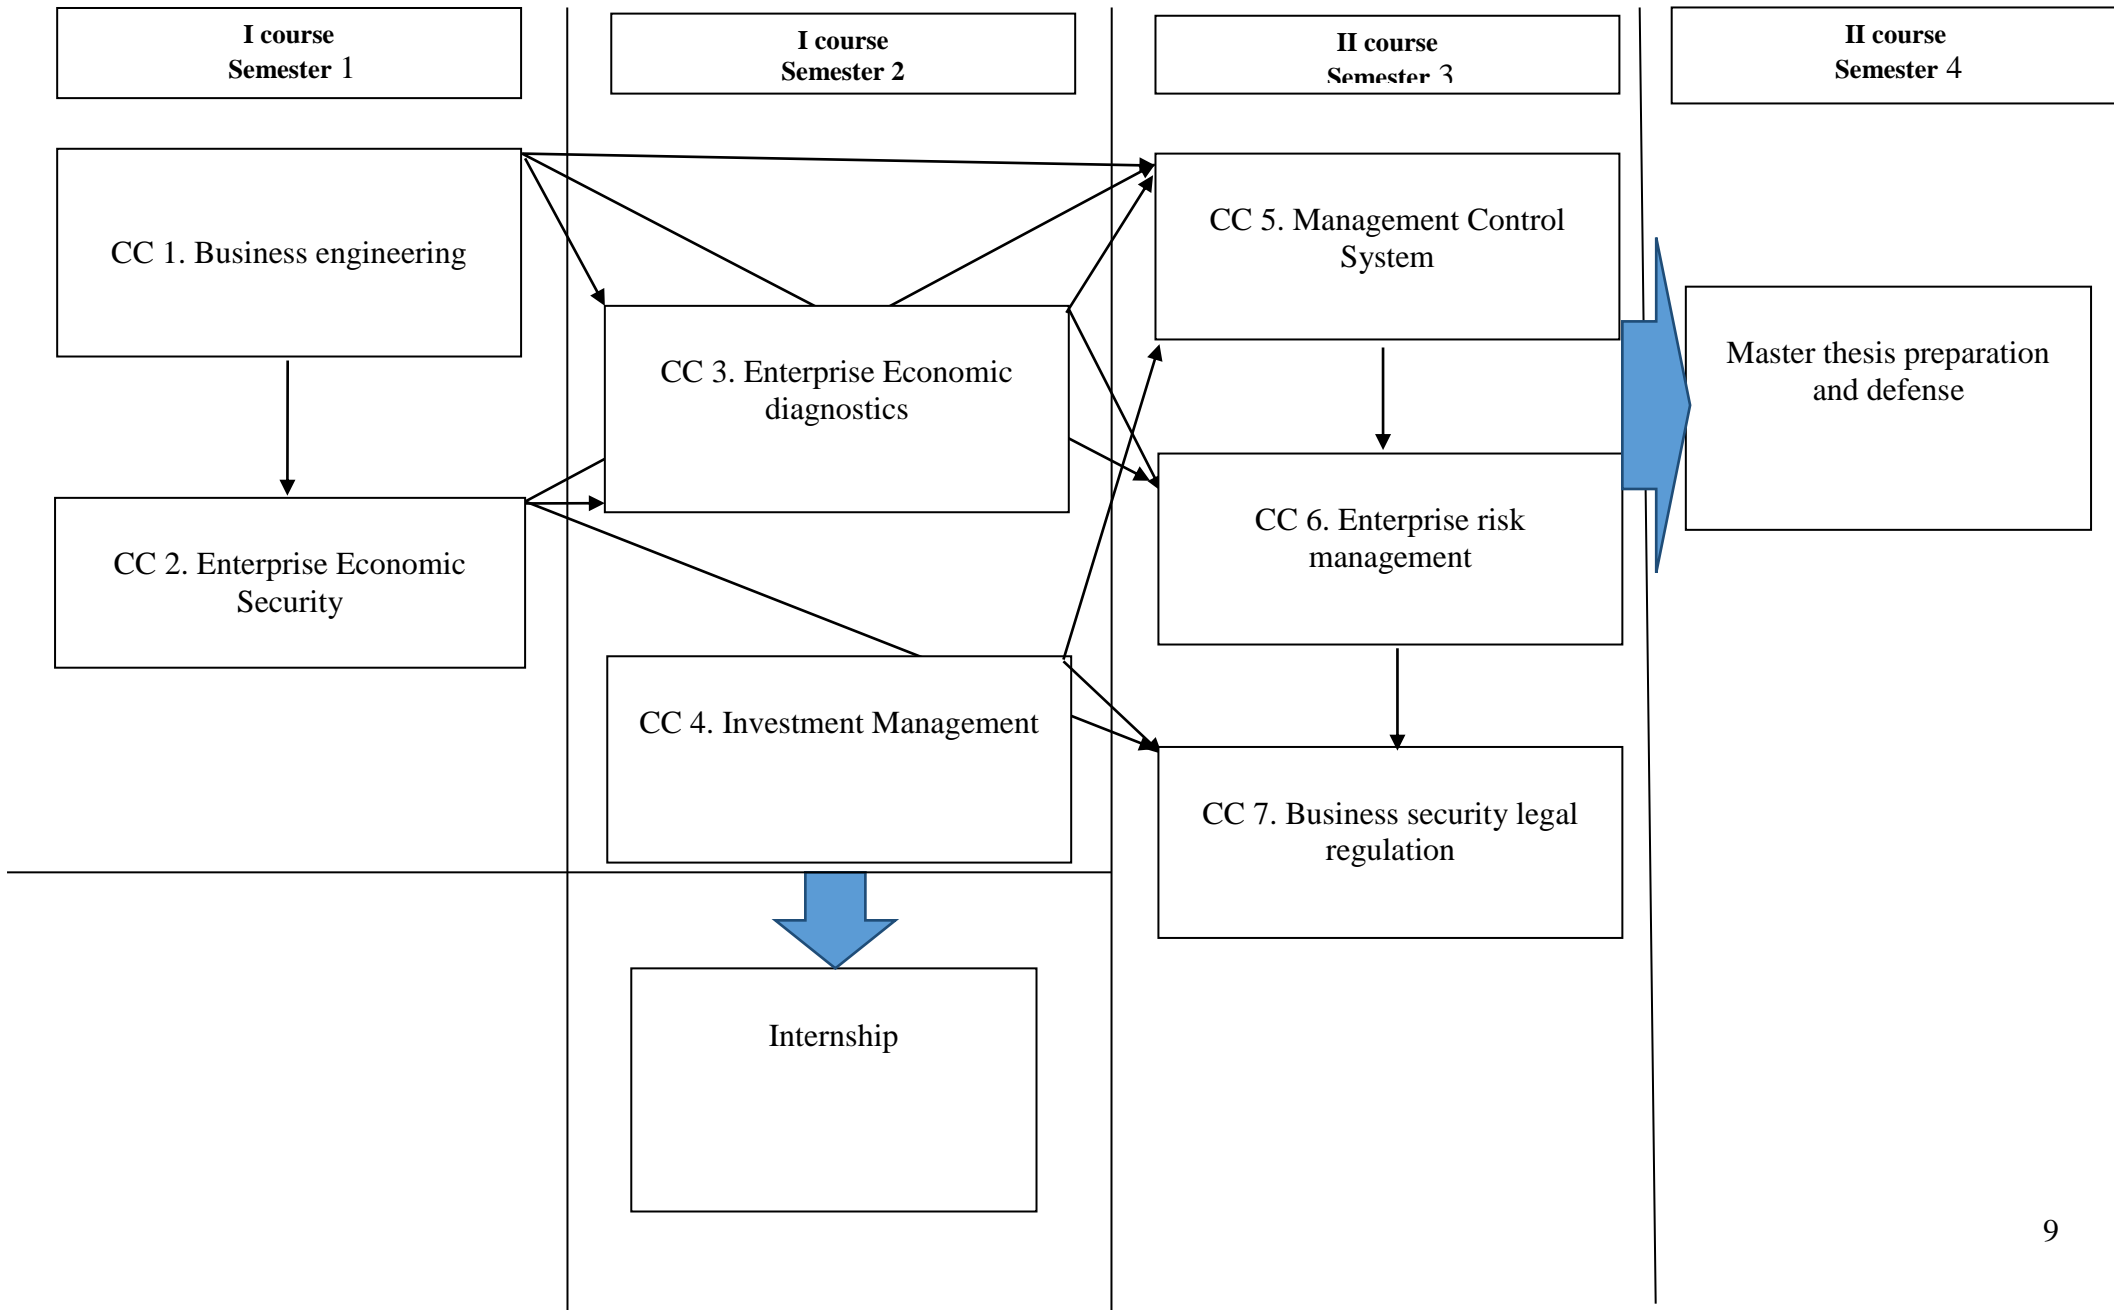 I course
Semester 1
I course
Semester 2
II course
Semester 3
II course
Semester 4
CC 1. Business engineering
CC 2. Enterprise Economic
Security
CC 3. Enterprise Economic
diagnostics
CC 4. Investment Management
Internship
CC 5. Management Control
System
CC 6. Enterprise risk
management
CC 7. Business security legal
regulation
Master thesis preparation
and defense
9